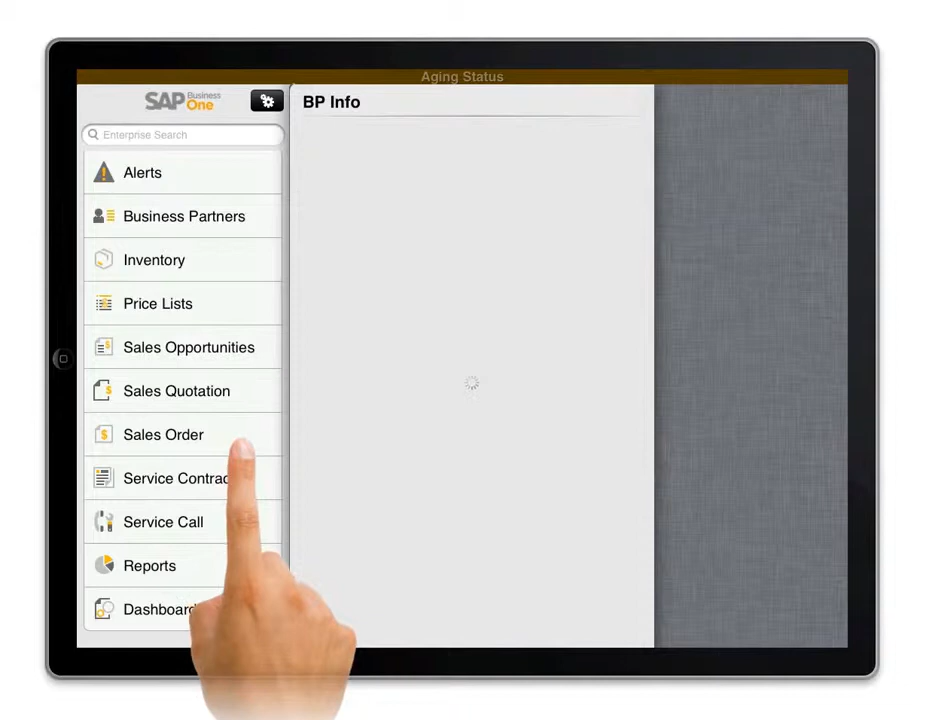 Aging Status
SAP Business One
BP Info
Enterprise Search
Alerts
Business Partners
Inventory
Price Lists
Sales Opportunities
Sales Quotation
Sales Order
Service Contrac
Service Call
Reports
Dashboard